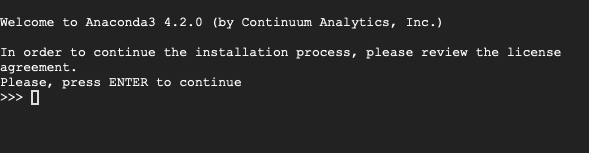 Welcome to Anaconda3 4.2.0 (by Continuum Analytics, Inc.)
In order to continue the installation process, please review the license
agreement.
Please, press ENTER to continue
>>>